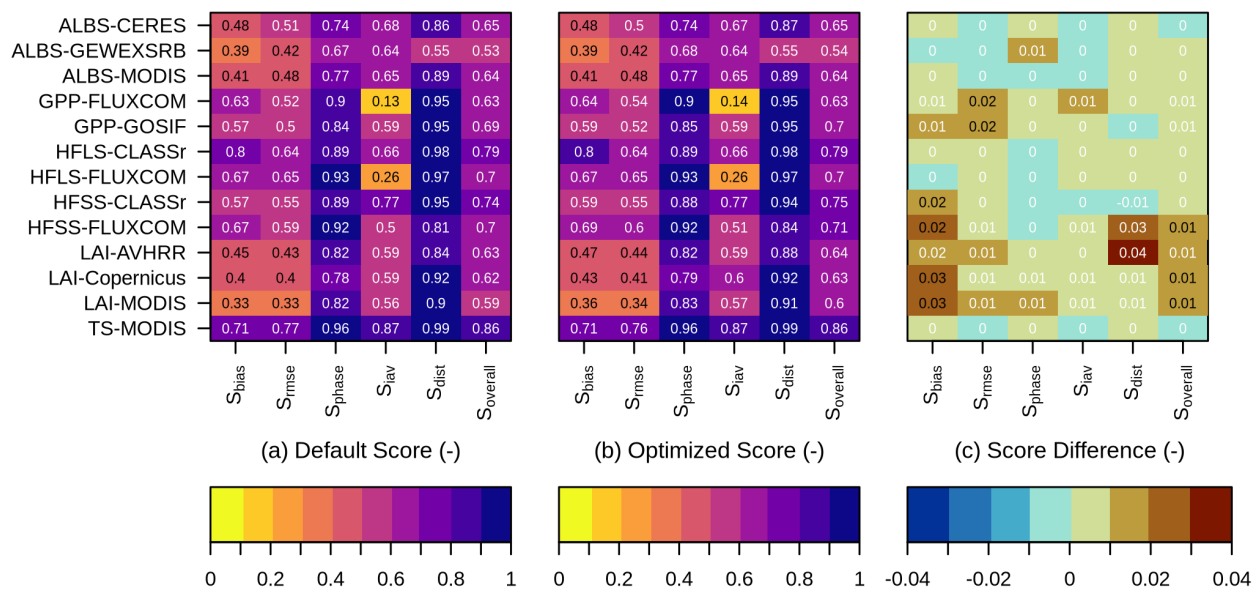 ALBS-CERES 0.48 0.51 0.74 0.68 0.86 0.65 0.48 0.5 0.74 0.67 0.87 0.65 0 0 0 0 0 0
ALBS-GEWEXSRB 0.39 0.42 0.67 0.64 0.55 0.53 0.39 0.42 0.68 0.64 0.55 0.54 0 0 0.01 0 0 0
ALBS-MODIS 0.41 0.48 0.77 0.65 0.89 0.64 0.41 0.48 0.77 0.65 0.89 0.64 0 0 0 0 0 0
GPP-FLUXCOM 0.63 0.52 0.9 0.13 0.95 0.63 0.64 0.54 0.9 0.14 0.95 0.63 0.01 0.02 0 0.01 0 0.01
GPP-GOSIF 0.57 0.5 0.84 0.59 0.95 0.69 0.59 0.52 0.85 0.59 0.95 0.7 0.01 0.02 0 0 0 0.01
HFLS-CLASSr 0.8 0.64 0.89 0.66 0.98 0.79 0.8 0.64 0.89 0.66 0.98 0.79 0 0 0 0 0 0
HFLS-FLUXCOM 0.67 0.65 0.93 0.26 0.97 0.7 0.67 0.65 0.93 0.26 0.97 0.7 0 0 0 0 0 0
HFSS-CLASSr 0.57 0.55 0.89 0.77 0.95 0.74 0.59 0.55 0.88 0.77 0.94 0.75 0.02 0 0 0 -0.01 0
HFSS-FLUXCOM 0.67 0.59 0.92 0.5 0.81 0.7 0.69 0.6 0.92 0.51 0.84 0.71 0.02 0.01 0 0.01 0.03 0.01
LAI-AVHRR 0.45 0.43 0.82 0.59 0.84 0.63 0.47 0.44 0.82 0.59 0.88 0.64 0.02 0.01 0 0 0.04 0.01
LAI-Copernicus 0.4 0.4 0.78 0.59 0.92 0.62 0.43 0.41 0.79 0.6 0.92 0.63 0.03 0.01 0.01 0.01 0.01 0.01
LAI-MODIS 0.33 0.33 0.82 0.56 0.9 0.59 0.36 0.34 0.83 0.57 0.91 0.6 0.03 0.01 0.01 0.01 0.01 0.01
TS-MODIS 0.71 0.77 0.96 0.87 0.99 0.86 0.71 0.76 0.96 0.87 0.99 0.86 0 0 0 0 0 0
Sbias Srmse Sphase Siav Sdist Soverall Sbias Srmse Sphase Siav Sdist Soverall Sbias Srmse Sphase Siav Sdist Soverall
(a) Default Score (-) (b) Optimized Score (-) (c) Score Difference (-)
0 0.2 0.4 0.6 0.8 1 0 0.2 0.4 0.6 0.8 1 -0.04 -0.02 0 0.02 0.04